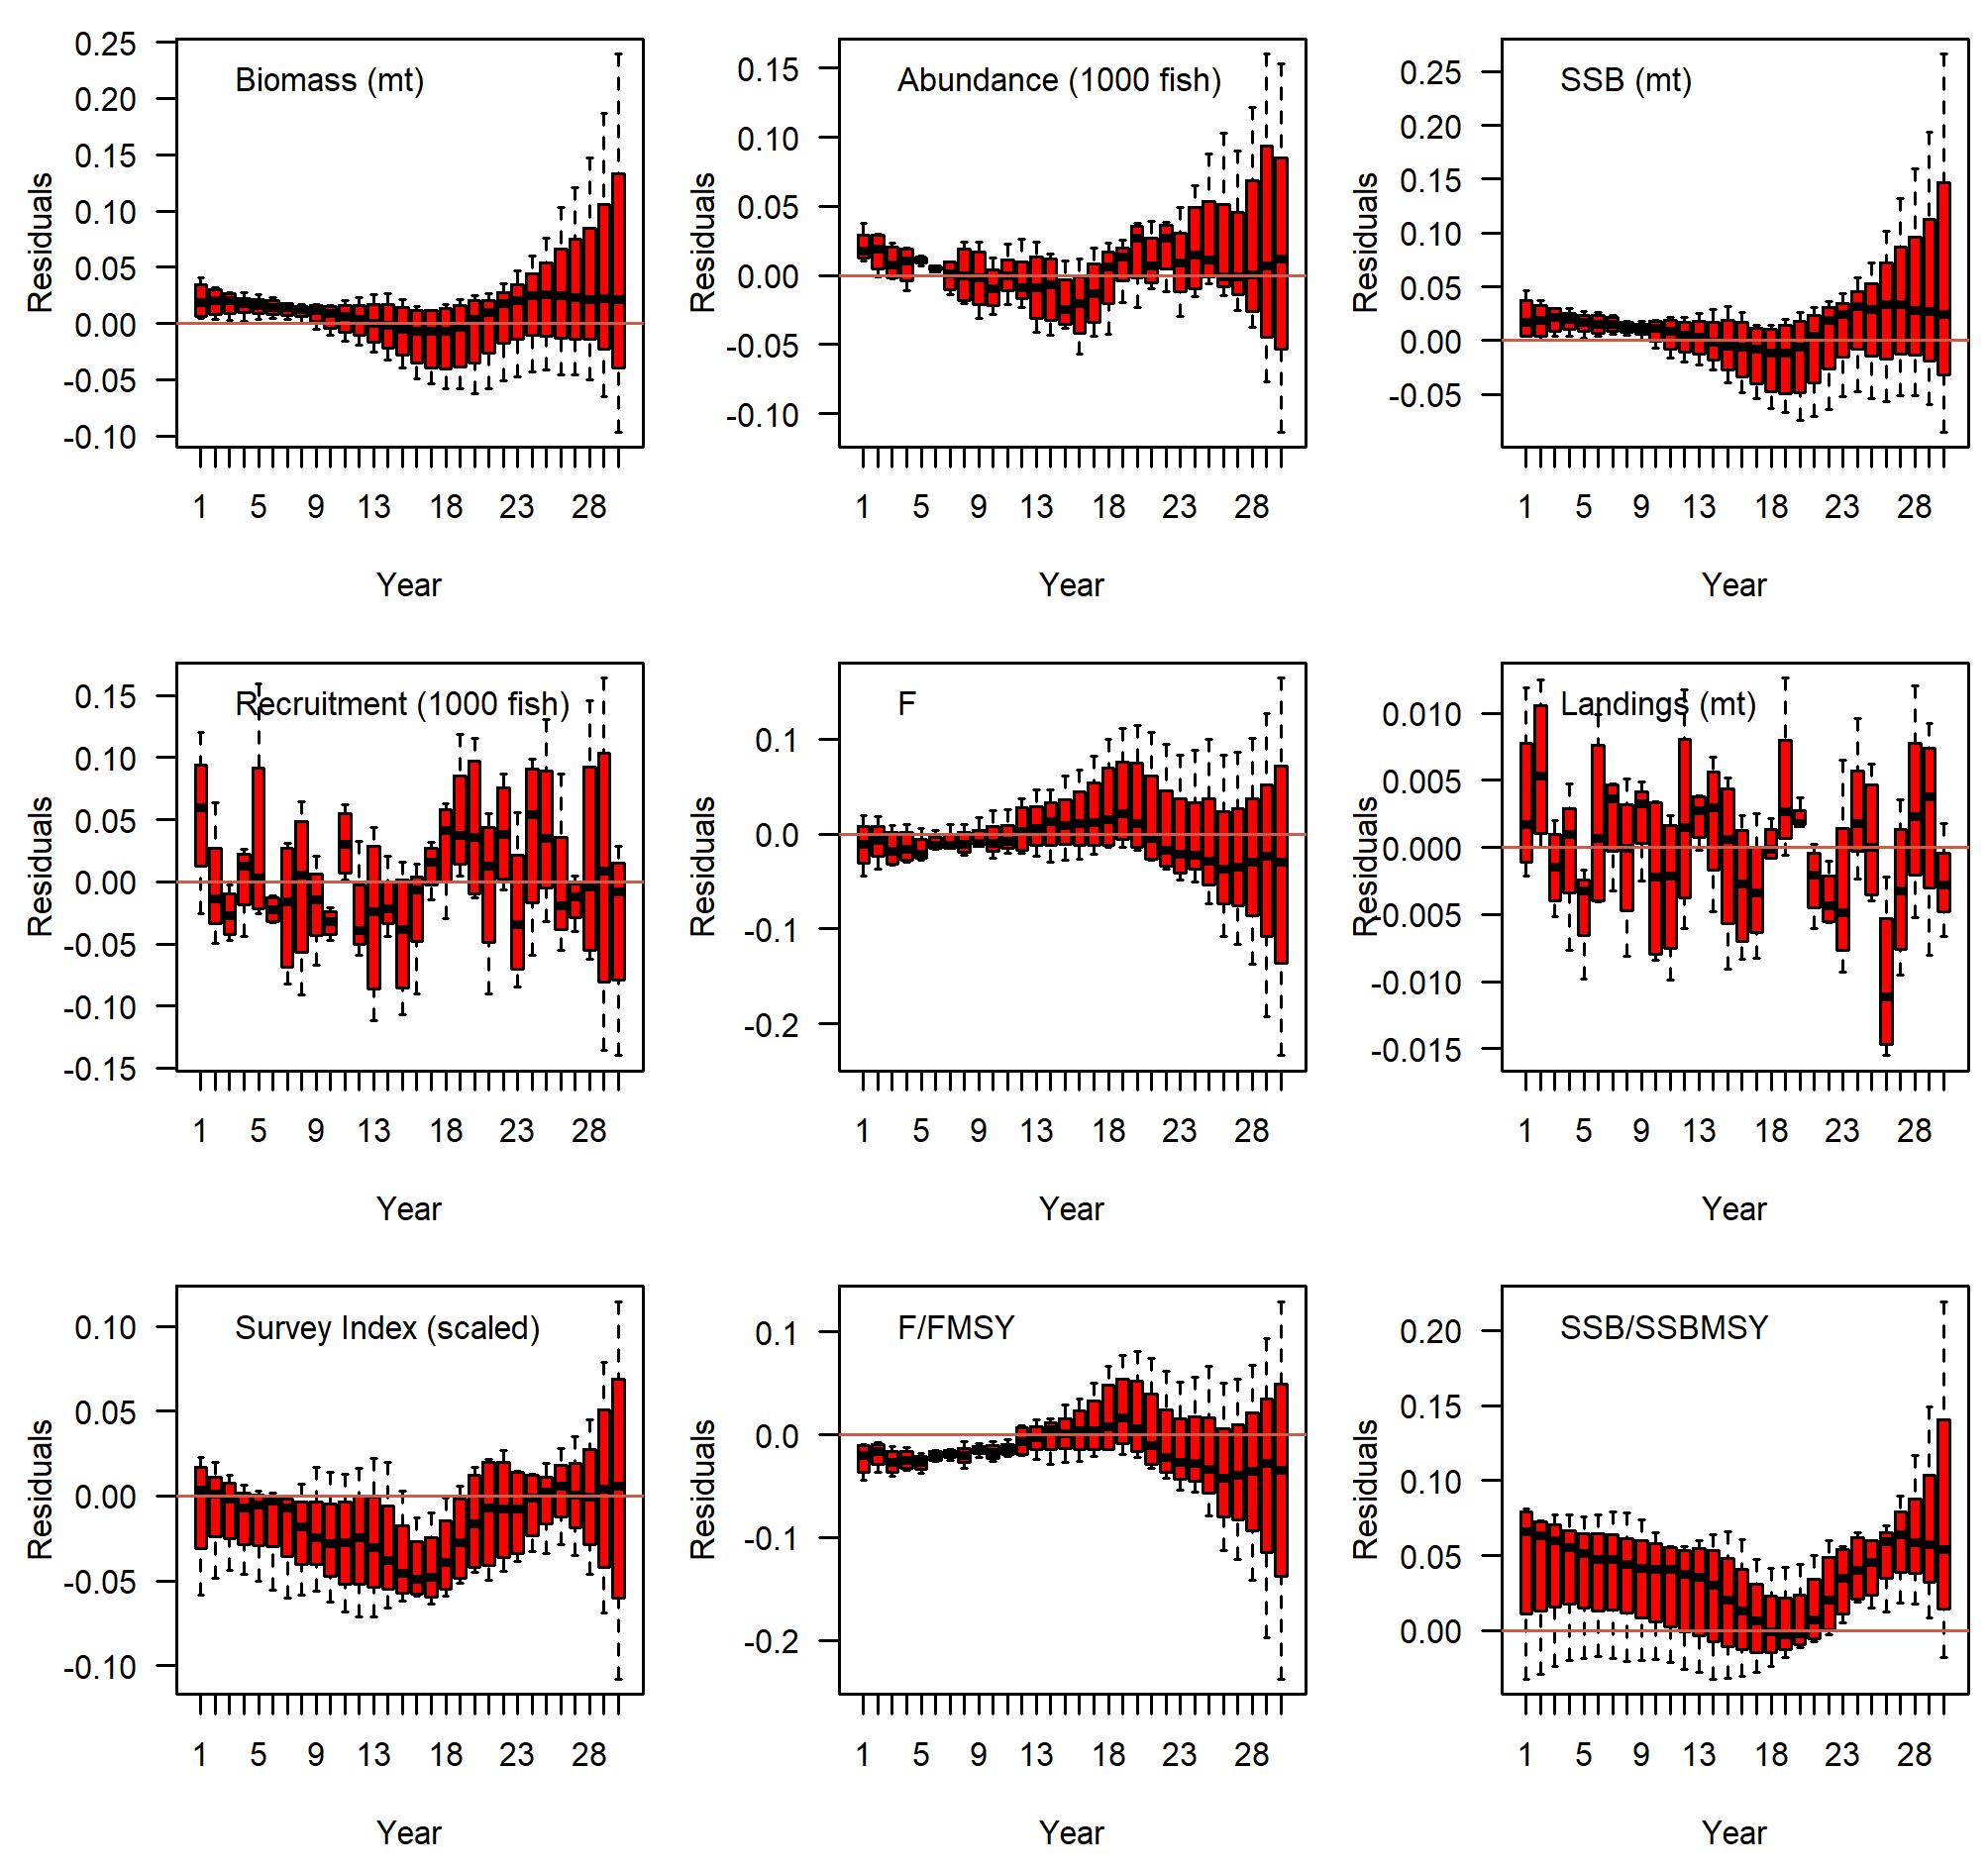 Biomass (mt)
Residuals
0.25
0.20
0.15
0.10
0.05
0.00
-0.05
-0.10
1 5 9 13 18 23 28
Year
Abundance (1000 fish)
Residuals
0.15
0.10
0.05
0.00
-0.05
-0.10
1 5 9 13 18 23 28
Year
SSB (mt)
Residuals
0.25
0.20
0.15
0.10
0.05
0.00
-0.05
1 5 9 13 18 23 28
Year
Recruitment (1000 fish)
Residuals
0.15
0.10
0.05
0.00
-0.05
-0.10
-0.15
1 5 9 13 18 23 28
Year
F
Residuals
0.1
0.0
-0.1
-0.2
1 5 9 13 18 23 28
Year
Landings (mt)
Residuals
0.010
0.005
0.000
-0.005
-0.010
-0.015
1 5 9 13 18 23 28
Year
Survey Index (scaled)
Residuals
0.10
0.05
0.00
-0.05
-0.10
1 5 9 13 18 23 28
Year
F/FMSY
Residuals
0.1
0.0
-0.1
-0.2
1 5 9 13 18 23 28
Year
SSB/SSBMSY
Residuals
0.20
0.15
0.10
0.05
0.00
1 5 9 13 18 23 28
Year